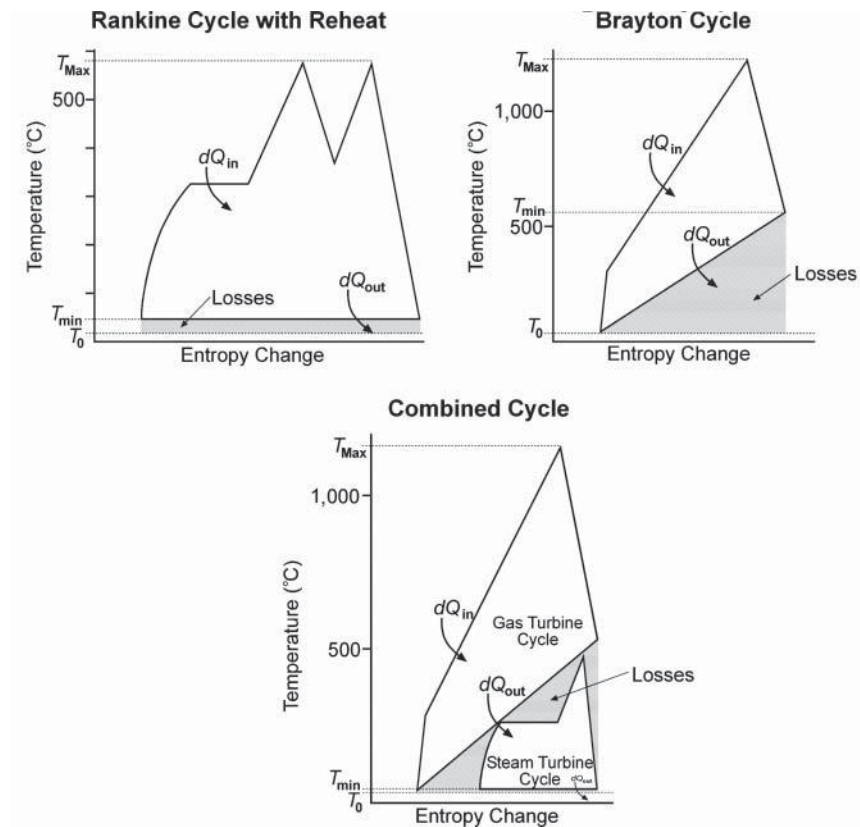 Rankine Cycle with Reheat
T_Max
500
Temperature (°C)
dQ_in
Losses
dQ_out
T_min
T_0
Entropy Change
Brayton Cycle
T_Max
1,000
Temperature (°C)
dQ_in
T_min
500
dQ_out
Losses
T_0
Entropy Change
Combined Cycle
T_Max
1,000
Temperature (°C)
dQ_in
Gas Turbine
Cycle
500
dQ_out
Losses
Steam Turbine
Cycle
dQ_out
T_min
T_0
Entropy Change